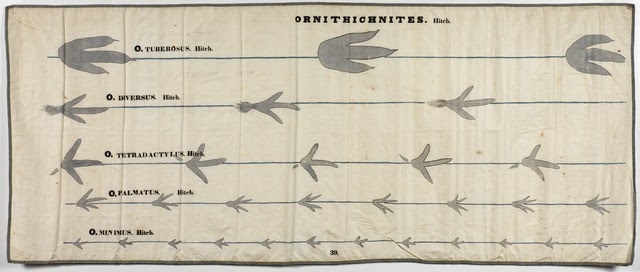 ORNITHICHNITES. Hitch.
O. TUBEROSUS. Hitch.
O. DIVERSUS. Hitch.
O. TETRADACTYLUS. Hitch.
O. PALMATUS. Hitch.
O. MINIMUS. Hitch.
39.